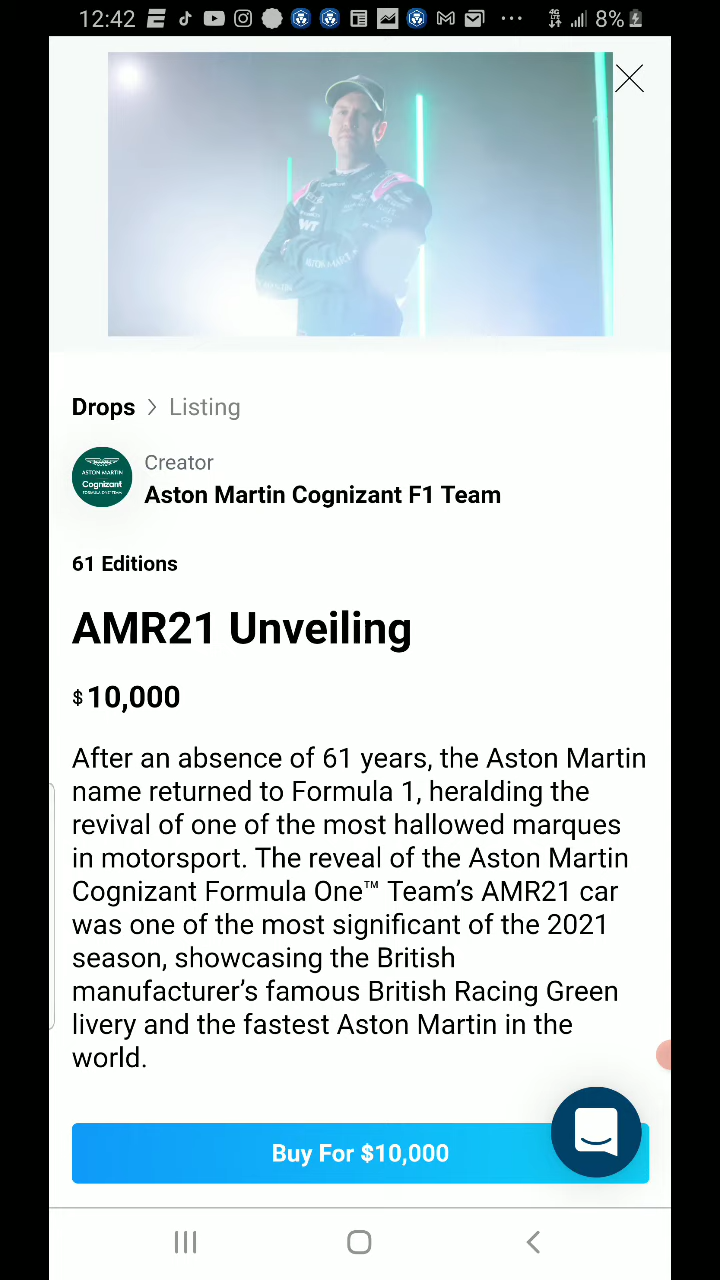 12:42
8%
Drops > Listing
ASTON MARTIN
Cognizant
Creator
Aston Martin Cognizant F1 Team
61 Editions
AMR21 Unveiling
$10,000
After an absence of 61 years, the Aston Martin
name returned to Formula 1, heralding the
revival of one of the most hallowed marques
in motorsport. The reveal of the Aston Martin
Cognizant Formula One™ Team’s AMR21 car
was one of the most significant of the 2021
season, showcasing the British
manufacturer’s famous British Racing Green
livery and the fastest Aston Martin in the
world.
Buy For $10,000